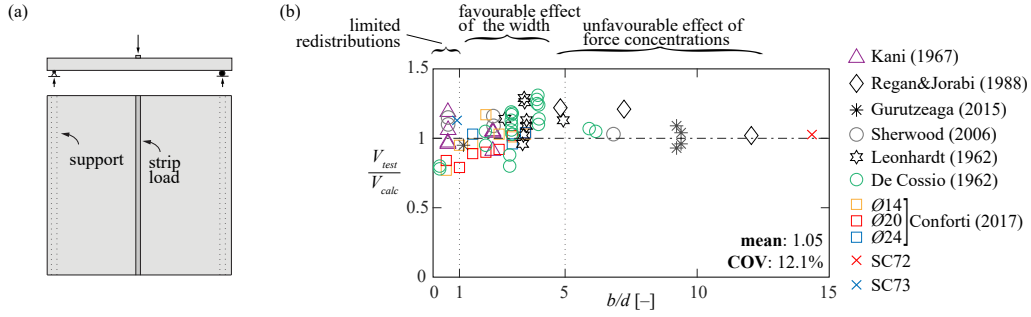 (a)
support
strip
load
(b)
limited
redistributions
favourable effect
of the width
unfavourable effect of
force concentrations
1.5
1
0.5
0
V_test
V_calc
mean: 1.05
COV: 12.1%
0 1 5 10 15
b/d [–]
Kani (1967)
Regan&Jorabi (1988)
Gurutzeaga (2015)
Sherwood (2006)
Leonhardt (1962)
De Cossio (1962)
Ø14
Ø20 Conforti (2017)
Ø24
SC72
SC73